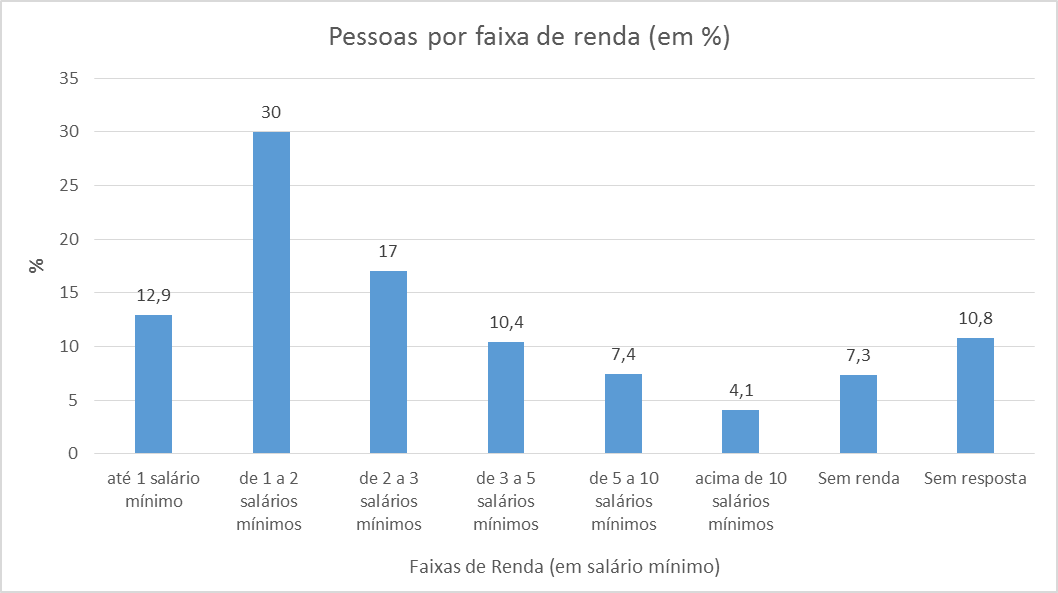 Pessoas por faixa de renda (em %)
35
30
25
20
15
10
5
0
%
12,9
30
17
10,4
7,4
4,1
7,3
10,8
até 1 salário
mínimo
de 1 a 2
salários
mínimos
de 2 a 3
salários
mínimos
de 3 a 5
salários
mínimos
de 5 a 10
salários
mínimos
acima de 10
salários
mínimos
Sem renda
Sem resposta
Faixas de Renda (em salário mínimo)